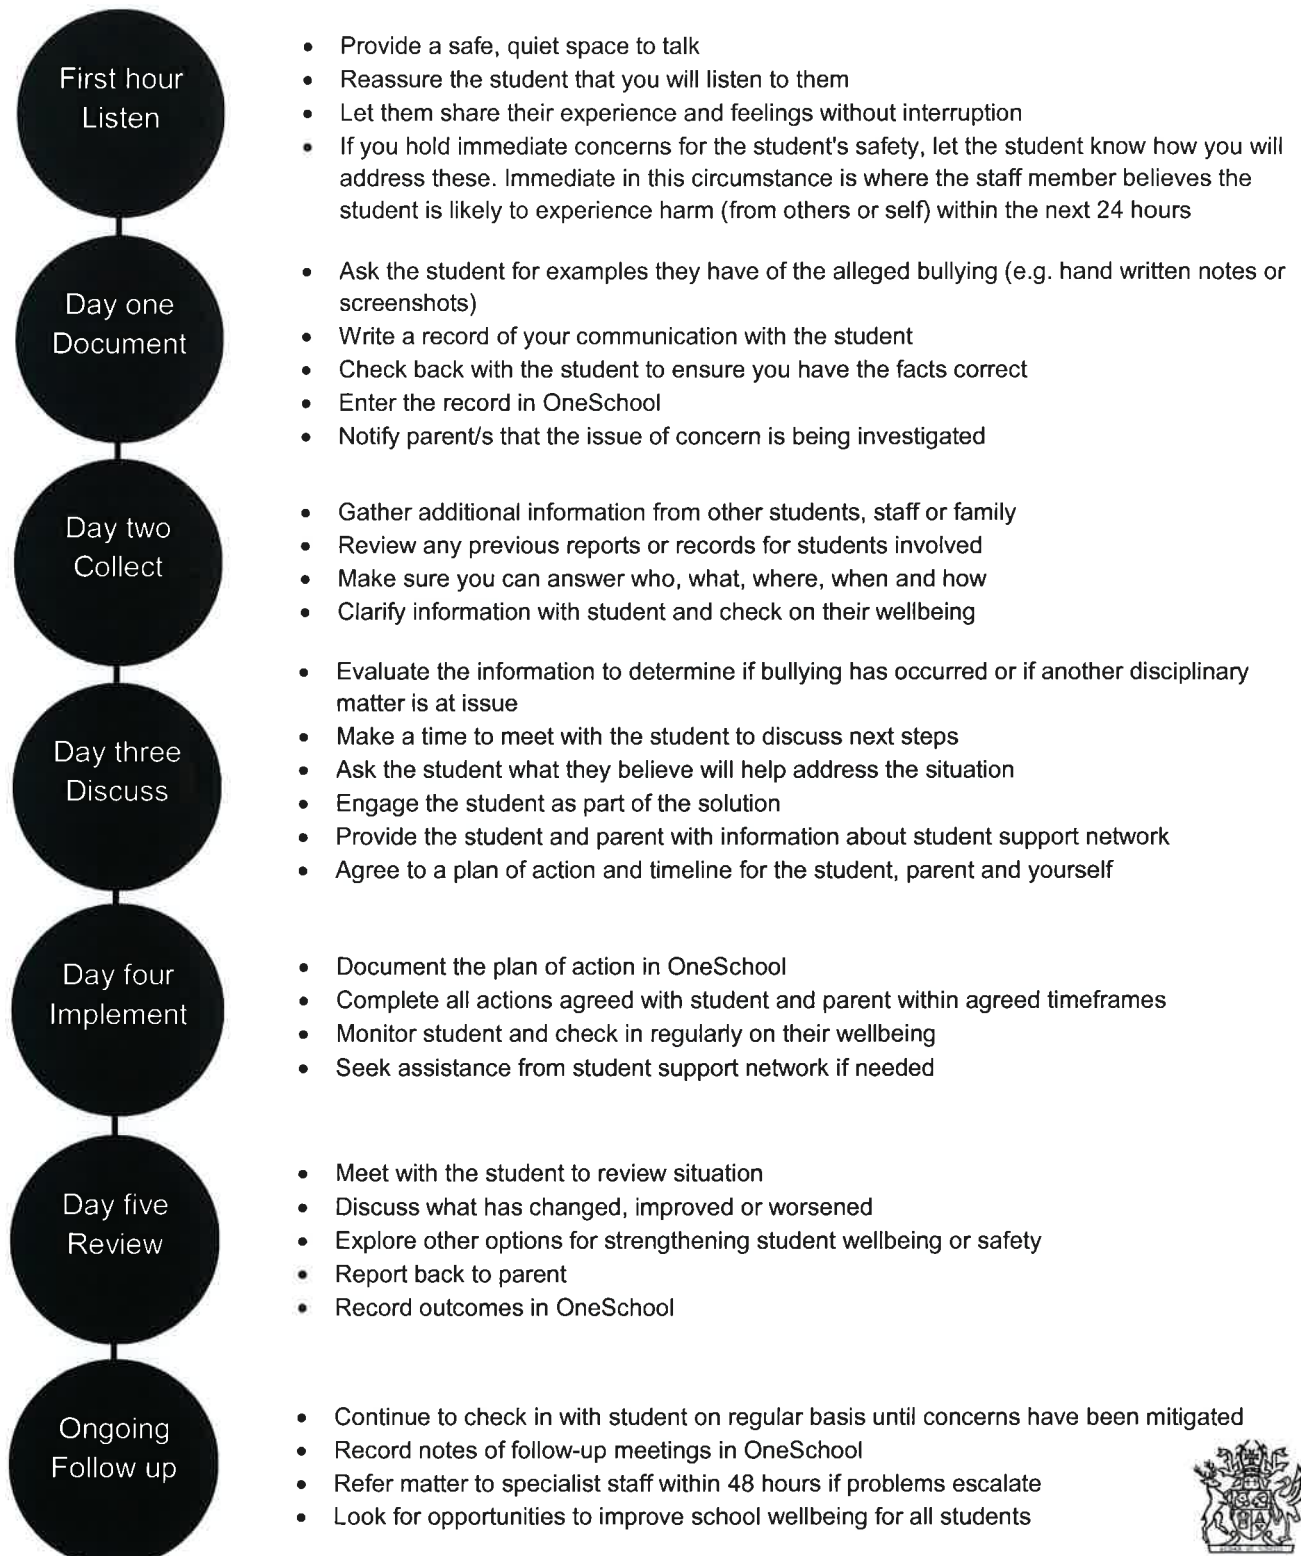 First hour
Listen
• Provide a safe, quiet space to talk
• Reassure the student that you will listen to them
• Let them share their experience and feelings without interruption
• If you hold immediate concerns for the student's safety, let the student know how you will
address these. Immediate in this circumstance is where the staff member believes the
student is likely to experience harm (from others or self) within the next 24 hours
Day one
Document
• Ask the student for examples they have of the alleged bullying (e.g. hand written notes or
screenshots)
• Write a record of your communication with the student
• Check back with the student to ensure you have the facts correct
• Enter the record in OneSchool
• Notify parent/s that the issue of concern is being investigated
Day two
Collect
• Gather additional information from other students, staff or family
• Review any previous reports or records for students involved
• Make sure you can answer who, what, where, when and how
• Clarify information with student and check on their wellbeing
Day three
Discuss
• Evaluate the information to determine if bullying has occurred or if another disciplinary
matter is at issue
• Make a time to meet with the student to discuss next steps
• Ask the student what they believe will help address the situation
• Engage the student as part of the solution
• Provide the student and parent with information about student support network
• Agree to a plan of action and timeline for the student, parent and yourself
Day four
Implement
• Document the plan of action in OneSchool
• Complete all actions agreed with student and parent within agreed timeframes
• Monitor student and check in regularly on their wellbeing
• Seek assistance from student support network if needed
Day five
Review
• Meet with the student to review situation
• Discuss what has changed, improved or worsened
• Explore other options for strengthening student wellbeing or safety
• Report back to parent
• Record outcomes in OneSchool
Ongoing
Follow up
• Continue to check in with student on regular basis until concerns have been mitigated
• Record notes of follow-up meetings in OneSchool
• Refer matter to specialist staff within 48 hours if problems escalate
• Look for opportunities to improve school wellbeing for all students